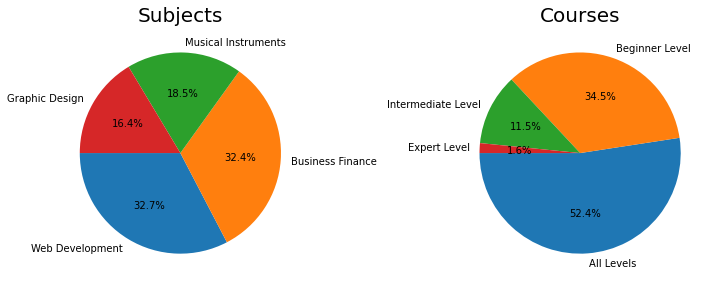 Subjects
Musical Instruments
Graphic Design
18.5%
16.4%
32.4%
Business Finance
32.7%
Web Development
Courses
Beginner Level
34.5%
Intermediate Level
11.5%
Expert Level
1.6%
52.4%
All Levels